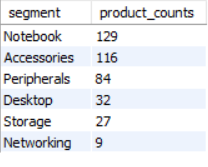 segment product_counts
Notebook 129
Accessories 116
Peripherals 84
Desktop 32
Storage 27
Networking 9